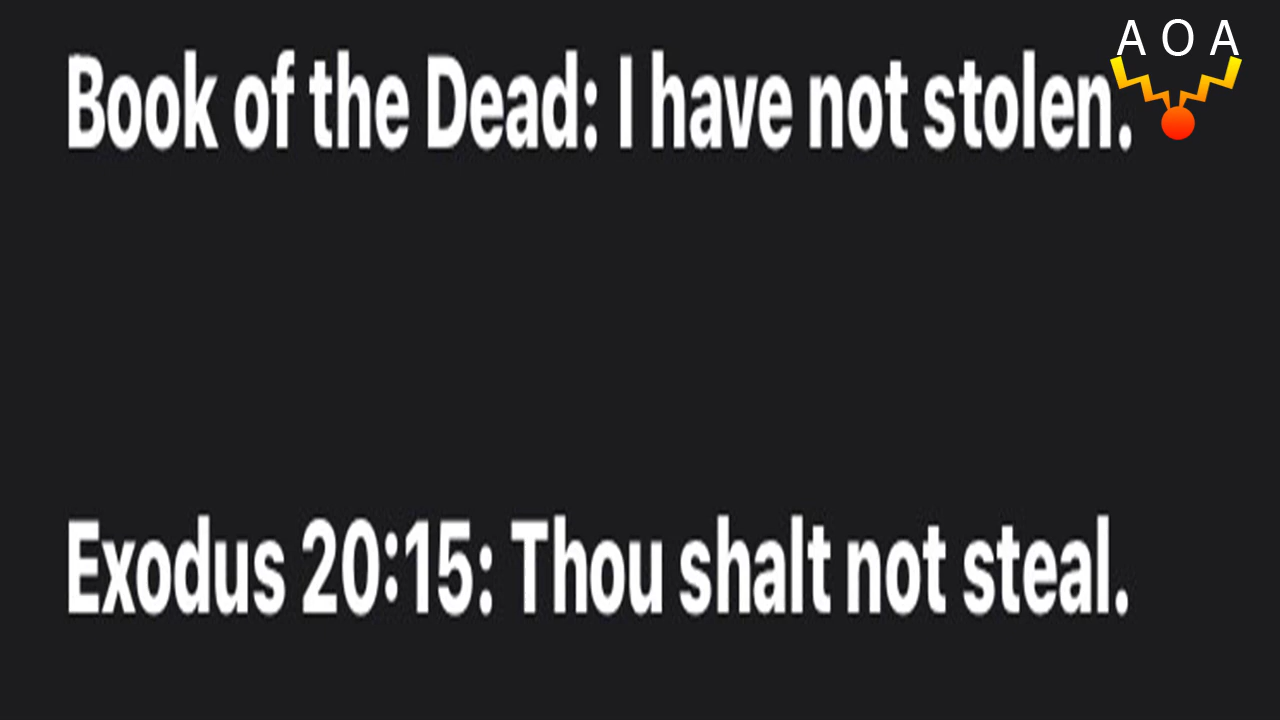 A O A
Book of the Dead: I have not stolen.
Exodus 20:15: Thou shalt not steal.